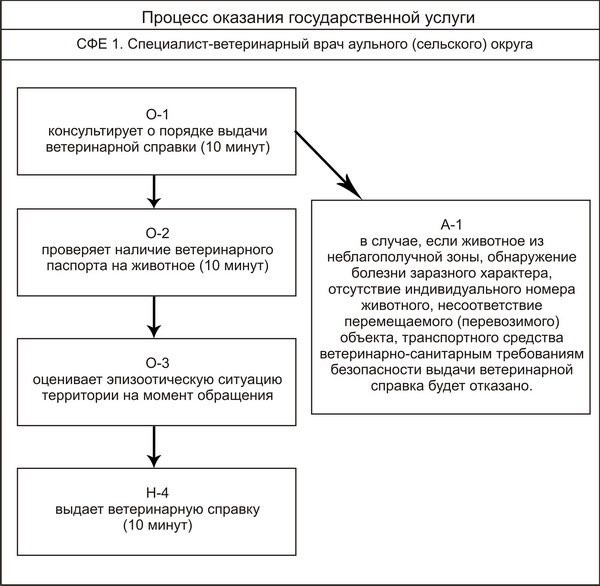 Процесс оказания государственной услуги
СФЕ 1. Специалист-ветеринарный врач аульного (сельского) округа
О-1
консультирует о порядке выдачи
ветеринарной справки (10 минут)
О-2
проверяет наличие ветеринарного
паспорта на животное (10 минут)
О-3
оценивает эпизоотическую ситуацию
территории на момент обращения
Н-4
выдает ветеринарную справку
(10 минут)
А-1
в случае, если животное из
неблагополучной зоны, обнаружение
болезни заразного характера,
отсутствие индивидуального номера
животного, несоответствие
перемещаемого (перевозимого)
объекта, транспортного средства
ветеринарно-санитарным требованиям
безопасности выдачи ветеринарной
справка будет отказано.